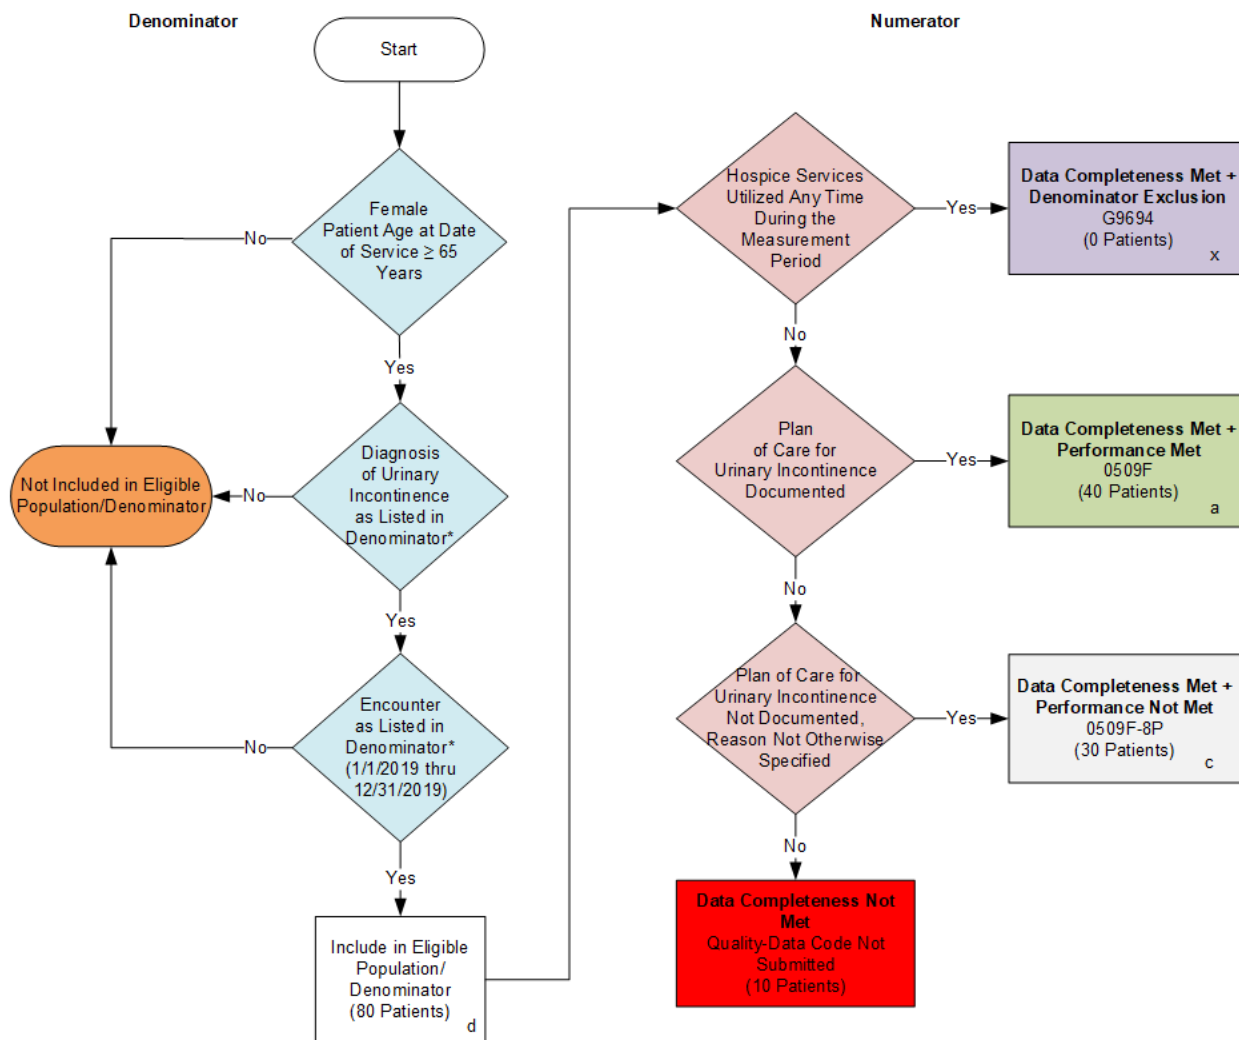 Denominator
Numerator
Start
Female
Patient Age at Date
of Service ≥ 65
Years
No
Yes
Diagnosis
of Urinary
Incontinence
as Listed in
Denominator*
No
Not Included in Eligible
Population/Denominator
Yes
Encounter
as Listed in
Denominator*
(1/1/2019 thru
12/31/2019)
No
Yes
Include in Eligible
Population/
Denominator
(80 Patients)
d
Hospice Services
Utilized Any Time
During the
Measurement
Period
Yes
Data Completeness Met +
Denominator Exclusion
G9694
(0 Patients)
x
No
Plan
of Care for
Urinary Incontinence
Documented
Yes
Data Completeness Met +
Performance Met
0509F
(40 Patients)
a
No
Plan of Care for
Urinary Incontinence
Not Documented,
Reason Not Otherwise
Specified
Yes
Data Completeness Met +
Performance Not Met
0509F-8P
(30 Patients)
c
No
Data Completeness Not
Met
Quality-Data Code Not
Submitted
(10 Patients)